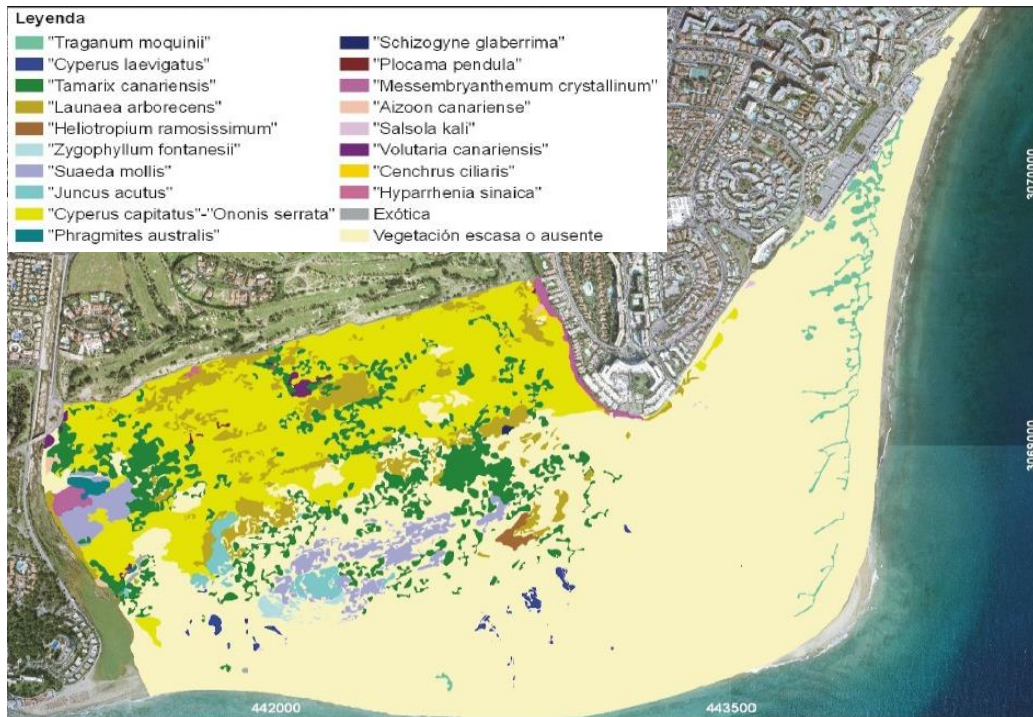 Leyenda
"Traganum moquinii"
"Cyperus laevigatus"
"Tamarix canariensis"
"Launaea arborecens"
"Heliotropium ramosissimum"
"Zygophyllum fontanesii"
"Suaeda mollis"
"Juncus acutus"
"Cyperus capitatus"-"Ononis serrata"
"Phragmites australis"
"Schizogyne glaberrima"
"Plocama pendula"
"Messembryanthemum crystallinum"
"Aizoon canariense"
"Salsola kali"
"Volutaria canariensis"
"Cenchrus ciliaris"
"Hyparrhenia sinaica"
Exótica
Vegetación escasa o ausente
3070000
3068000
442000
443500